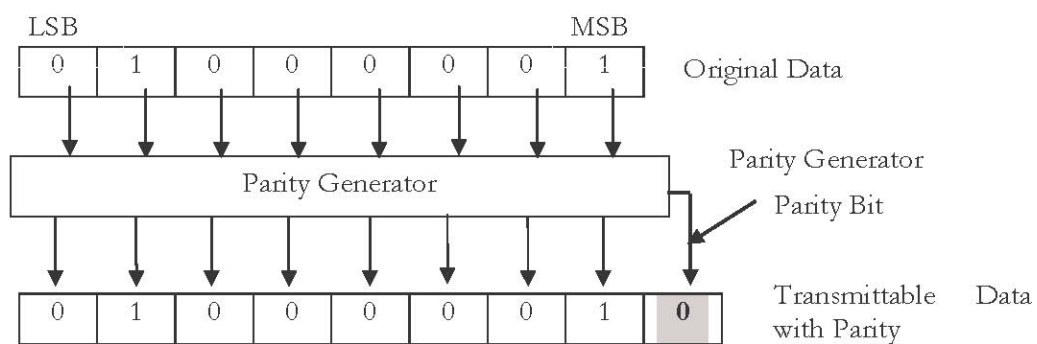 LSB MSB
0 1 0 0 0 0 0 1
Original Data
Parity Generator
Parity Generator
Parity Bit
0 1 0 0 0 0 0 1 0
Transmittable Data
with Parity